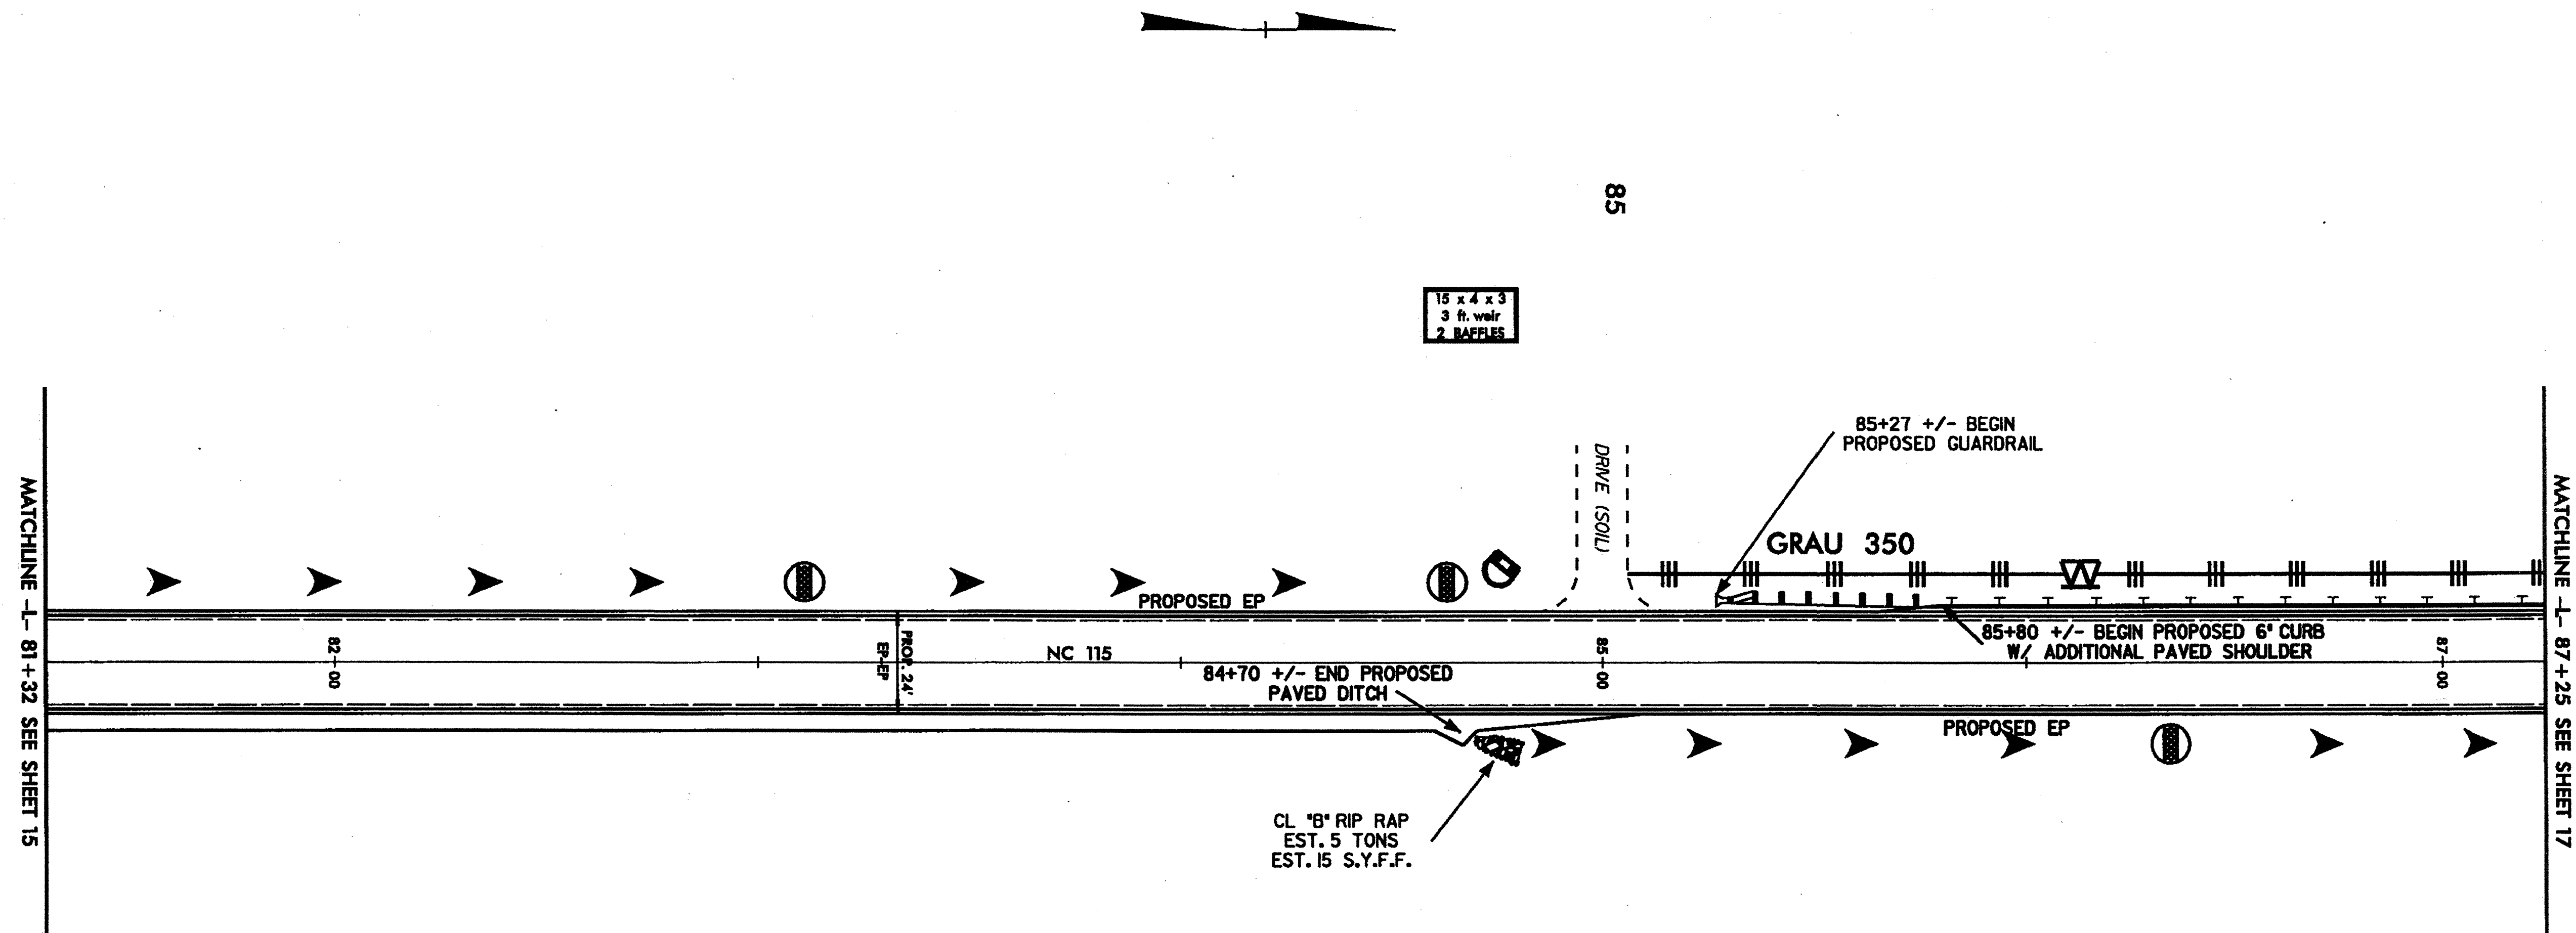 85
15 x 4 x 3
3 ft. weir
2 BAFFLES
85+27 +/- BEGIN
PROPOSED GUARDRAIL
DRIVE (SOIL)
GRAU 350
PROPOSED EP
85+80 +/- BEGIN PROPOSED 6" CURB
W/ ADDITIONAL PAVED SHOULDER
82+00
PROP. 24'
EP-EP
NC 115
84+70 +/- END PROPOSED
PAVED DITCH
85+00
87+00
PROPOSED EP
CL "B" RIP RAP
EST. 5 TONS
EST. 15 S.Y.F.F.
MATCHLINE -L- 81+32 SEE SHEET 15
MATCHLINE -L- 87+25 SEE SHEET 17